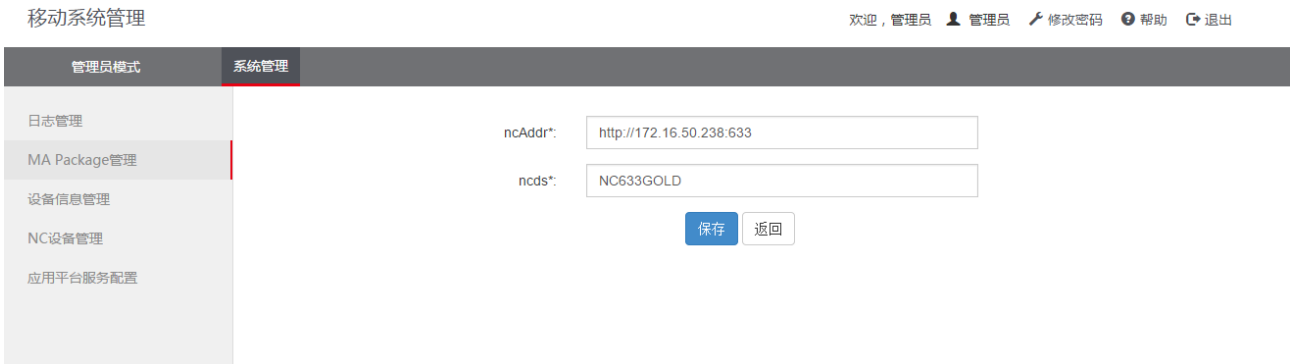 移动系统管理
欢迎，管理员 管理员 修改密码 帮助 退出
管理员模式 系统管理
日志管理
MA Package管理
设备信息管理
NC设备管理
应用平台服务配置
ncAddr*: http://172.16.50.238:633
ncds*: NC633GOLD
保存 返回